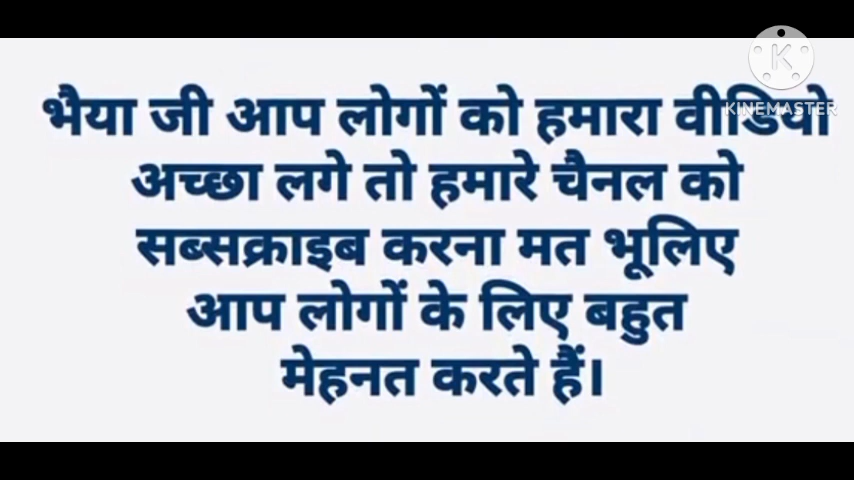 भैया जी आप लोगों को हमारा वीडियो
अच्छा लगे तो हमारे चैनल को
सब्सक्राइब करना मत भूलिए
आप लोगों के लिए बहुत
मेहनत करते हैं।
K
KINEMASTER